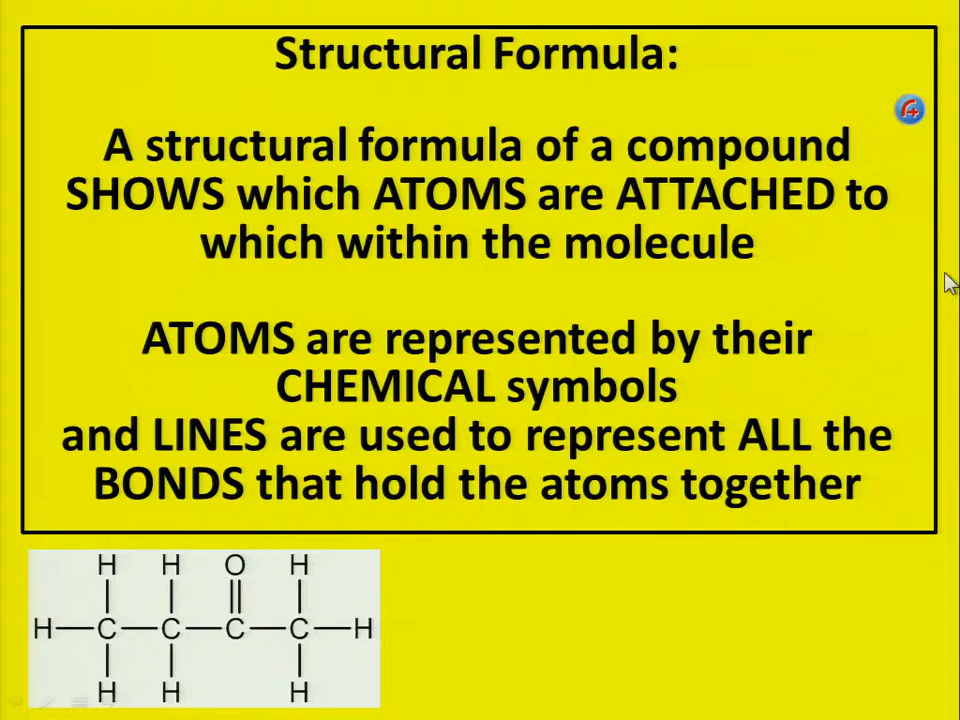 Structural Formula:
A structural formula of a compound
SHOWS which ATOMS are ATTACHED to
which within the molecule
ATOMS are represented by their
CHEMICAL symbols
and LINES are used to represent ALL the
BONDS that hold the atoms together
H H O H
H C C C C H
H H H